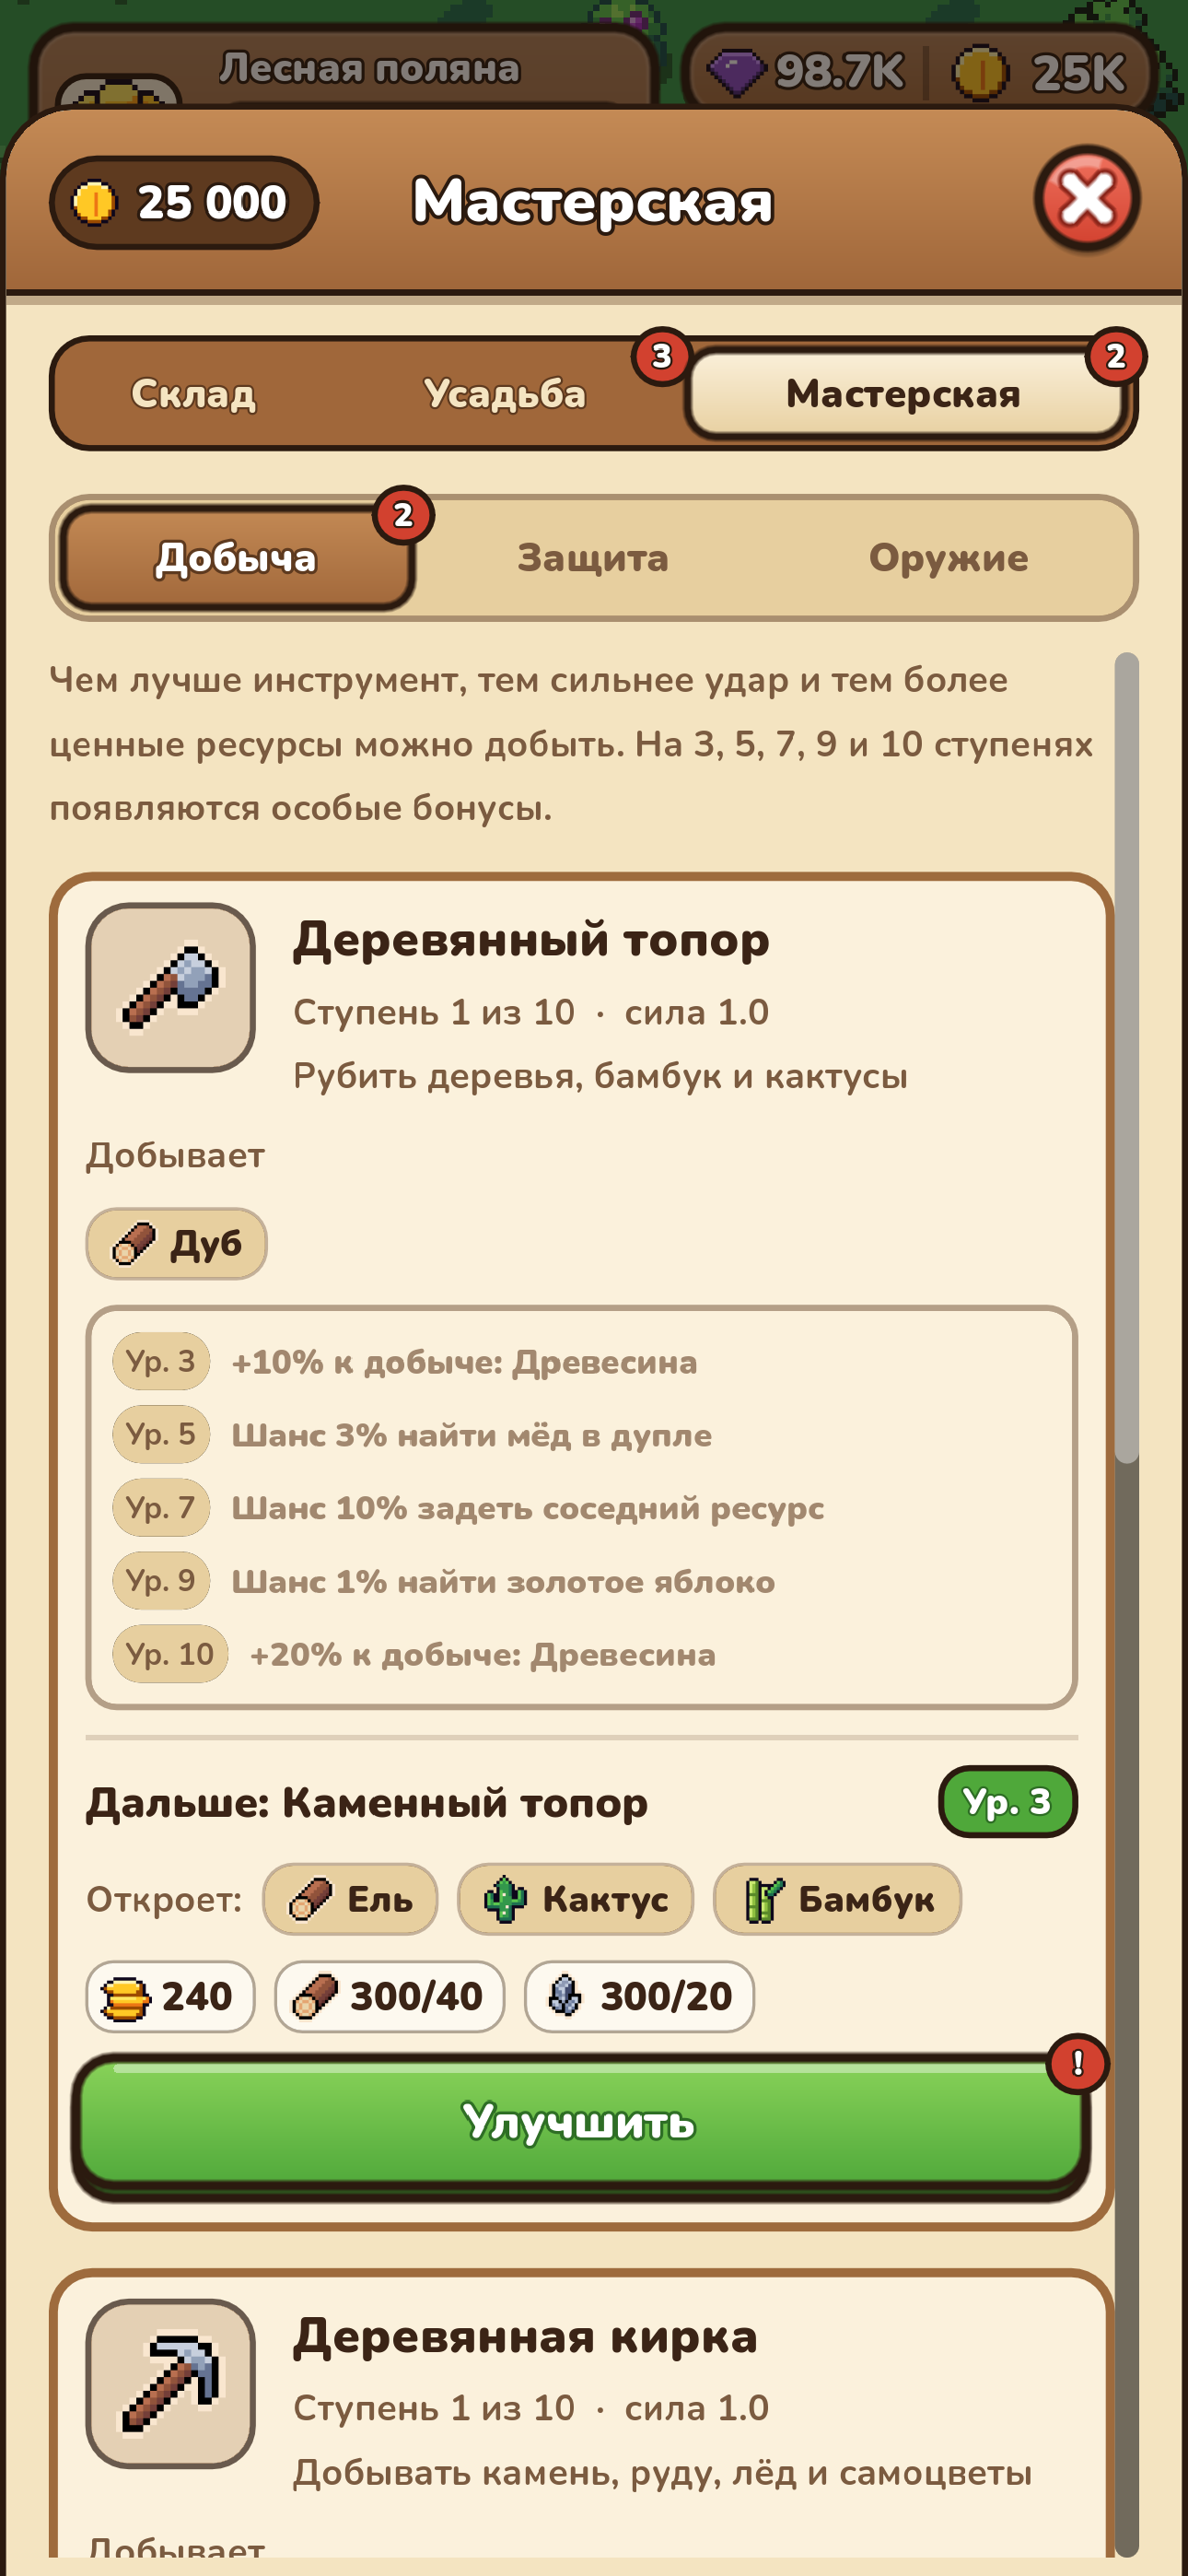 Лесная поляна
98.7K
25K
25 000
Мастерская
Склад
Усадьба
3
Мастерская
2
Добыча
2
Защита
Оружие
Чем лучше инструмент, тем сильнее удар и тем более
ценные ресурсы можно добыть. На 3, 5, 7, 9 и 10 ступенях
появляются особые бонусы.
Деревянный топор
Ступень 1 из 10 · сила 1.0
Рубить деревья, бамбук и кактусы
Добывает
Дуб
Ур. 3 +10% к добыче: Древесина
Ур. 5 Шанс 3% найти мёд в дупле
Ур. 7 Шанс 10% задеть соседний ресурс
Ур. 9 Шанс 1% найти золотое яблоко
Ур. 10 +20% к добыче: Древесина
Дальше: Каменный топор
Ур. 3
Откроет: Ель Кактус Бамбук
240 300/40 300/20
!
Улучшить
Деревянная кирка
Ступень 1 из 10 · сила 1.0
Добывать камень, руду, лёд и самоцветы
Добывает